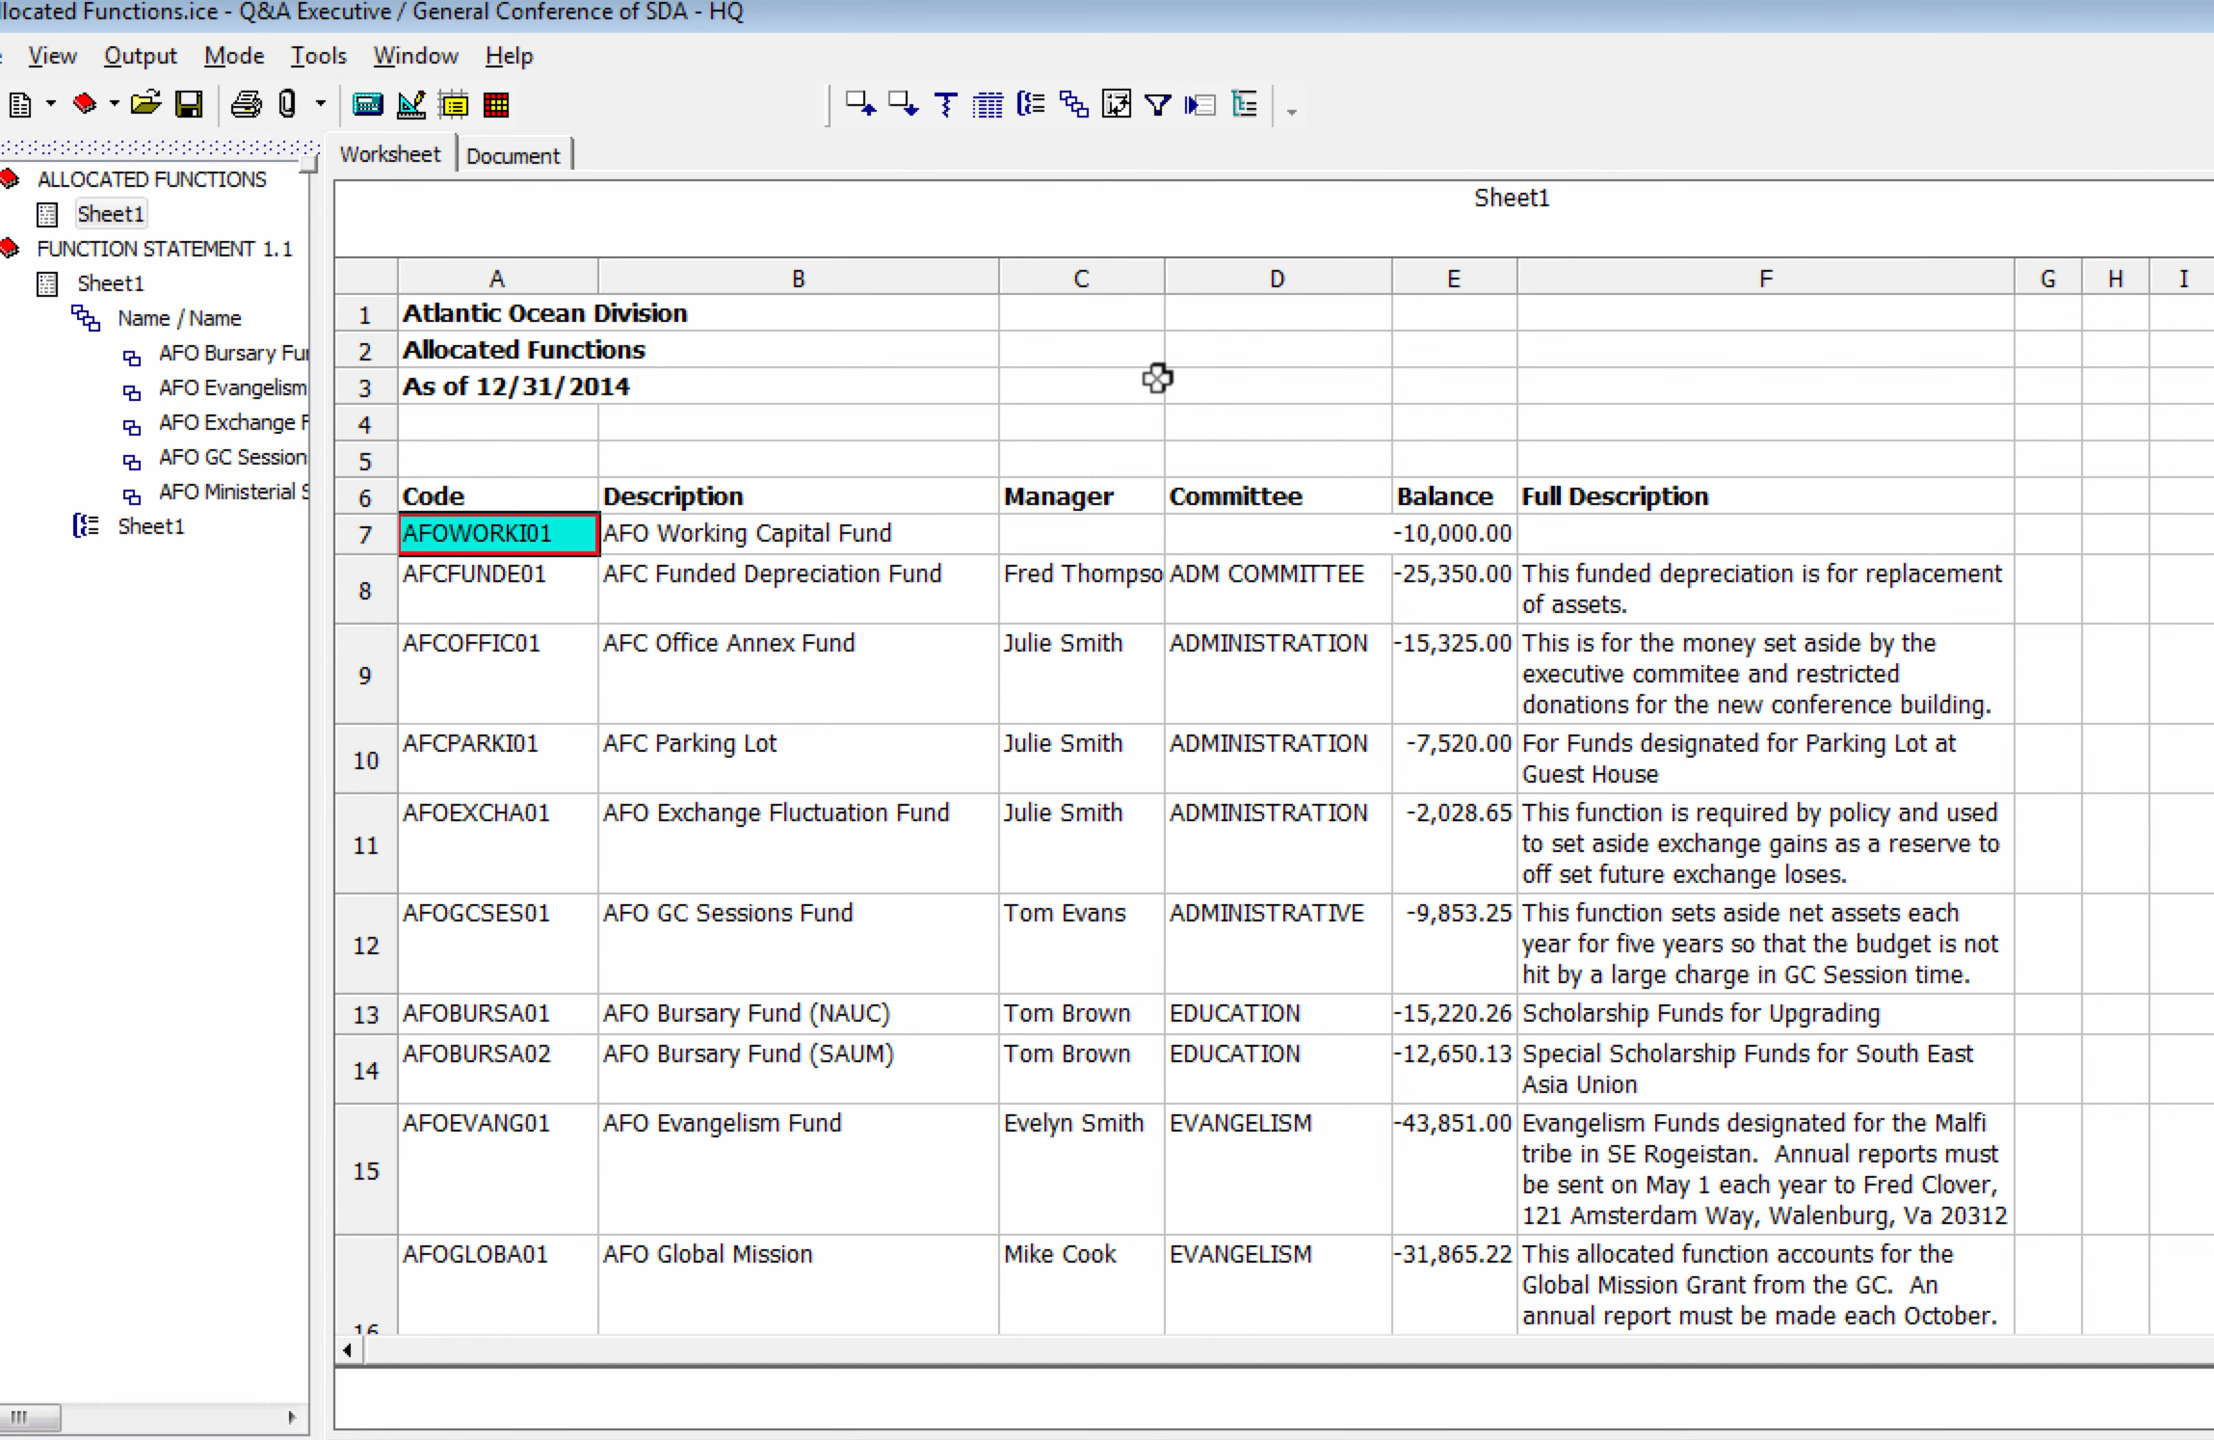 llocated Functions.ice - Q&A Executive / General Conference of SDA - HQ
View Output Mode Tools Window Help
Worksheet Document
ALLOCATED FUNCTIONS
Sheet1
FUNCTION STATEMENT 1.1
Sheet1
Name / Name
AFO Bursary Fu
AFO Evangelism
AFO Exchange F
AFO GC Session
AFO Ministerial S
Sheet1
Sheet1
A B C D E F G H I
1 Atlantic Ocean Division
2 Allocated Functions
3 As of 12/31/2014
4
5
6 Code Description Manager Committee Balance Full Description
7 AFOWORKI01 AFO Working Capital Fund -10,000.00
8 AFCFUNDE01 AFC Funded Depreciation Fund Fred Thompso ADM COMMITTEE -25,350.00 This funded depreciation is for replacement
of assets.
9 AFCOFFIC01 AFC Office Annex Fund Julie Smith ADMINISTRATION -15,325.00 This is for the money set aside by the
executive commitee and restricted
donations for the new conference building.
10 AFCPARKI01 AFC Parking Lot Julie Smith ADMINISTRATION -7,520.00 For Funds designated for Parking Lot at
Guest House
11 AFOEXCHA01 AFO Exchange Fluctuation Fund Julie Smith ADMINISTRATION -2,028.65 This function is required by policy and used
to set aside exchange gains as a reserve to
off set future exchange loses.
12 AFOGCSES01 AFO GC Sessions Fund Tom Evans ADMINISTRATIVE -9,853.25 This function sets aside net assets each
year for five years so that the budget is not
hit by a large charge in GC Session time.
13 AFOBURSA01 AFO Bursary Fund (NAUC) Tom Brown EDUCATION -15,220.26 Scholarship Funds for Upgrading
14 AFOBURSA02 AFO Bursary Fund (SAUM) Tom Brown EDUCATION -12,650.13 Special Scholarship Funds for South East
Asia Union
15 AFOEVANG01 AFO Evangelism Fund Evelyn Smith EVANGELISM -43,851.00 Evangelism Funds designated for the Malfi
tribe in SE Rogeistan. Annual reports must
be sent on May 1 each year to Fred Clover,
121 Amsterdam Way, Walenburg, Va 20312
16 AFOGLOBA01 AFO Global Mission Mike Cook EVANGELISM -31,865.22 This allocated function accounts for the
Global Mission Grant from the GC. An
annual report must be made each October.